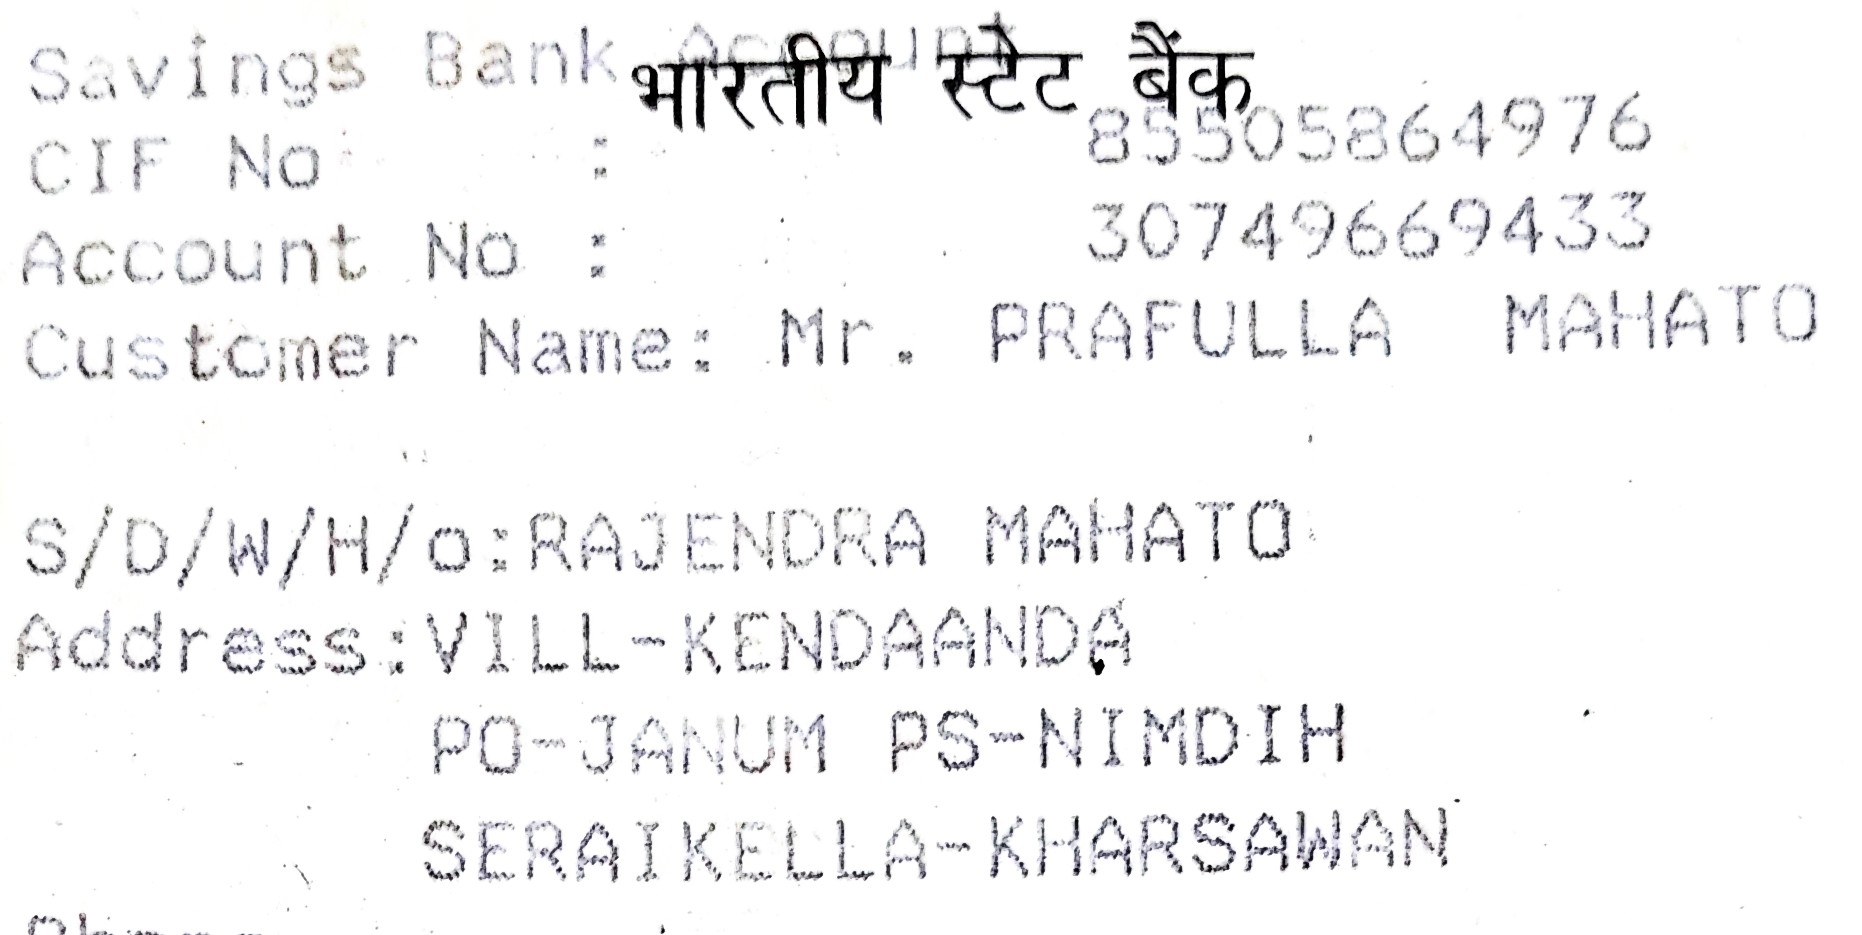 Savings Bank Account
भारतीय स्टेट बैंक
CIF No : 85505864976
Account No : 30749669433
Customer Name: Mr. PRAFULLA MAHATO
S/D/W/H/o:RAJENDRA MAHATO
Address:VILL-KENDAANDA
PO-JANUM PS-NIMDIH
SERAIKELLA-KHARSAWAN